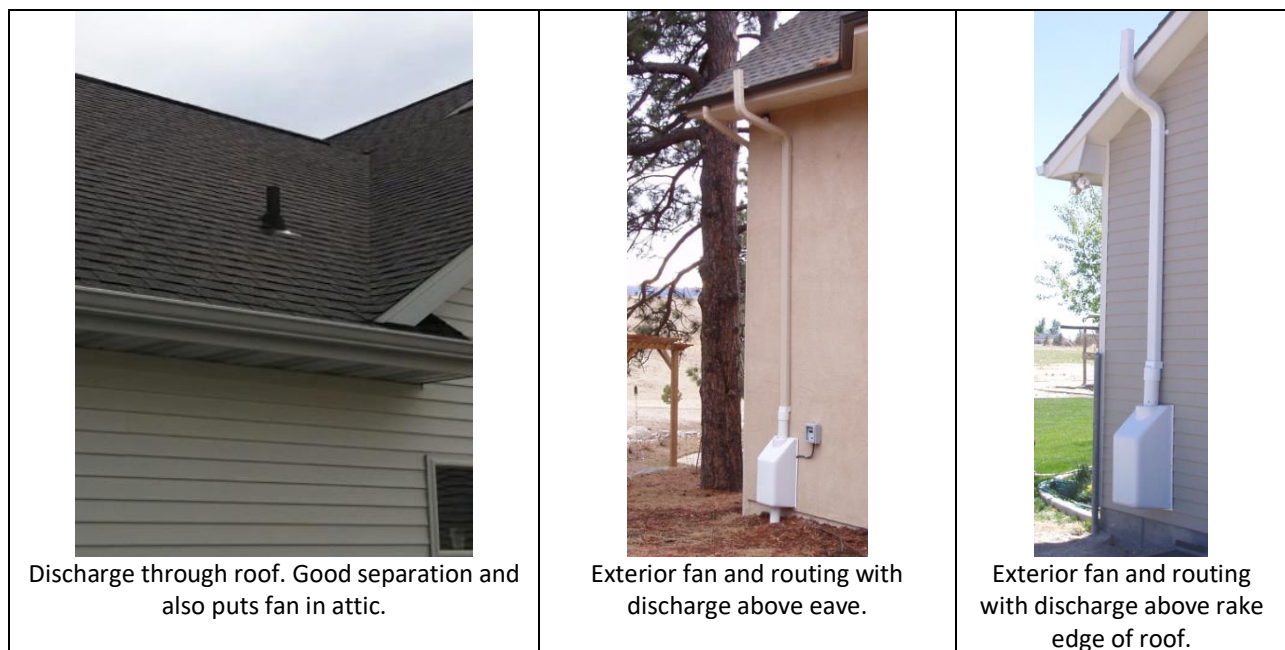 Discharge through roof. Good separation and
also puts fan in attic.
Exterior fan and routing with
discharge above eave.
Exterior fan and routing
with discharge above rake
edge of roof.